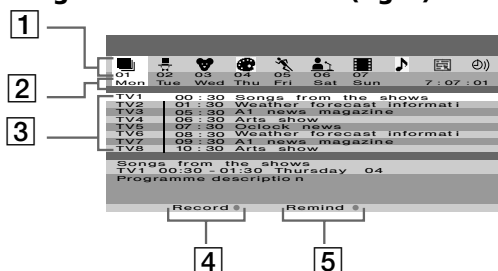 1
01 02 03 04 05 06 07
2
Mon Tue Wed Thu Fri Sat Sun 7:07:01
3
TV1 00:30 Songs from the shows
TV2 01:30 Weather forecast informati
TV3 05:30 A1 news magazine
TV4 06:30 Arts show
TV5 07:30 Oclock news
TV6 08:30 Weather forecast informati
TV7 09:30 A1 news magazine
TV8 10:30 Arts show
Songs from the shows
TV1 00:30 - 01:30 Thursday 04
Programme description
Record Remind
4 5